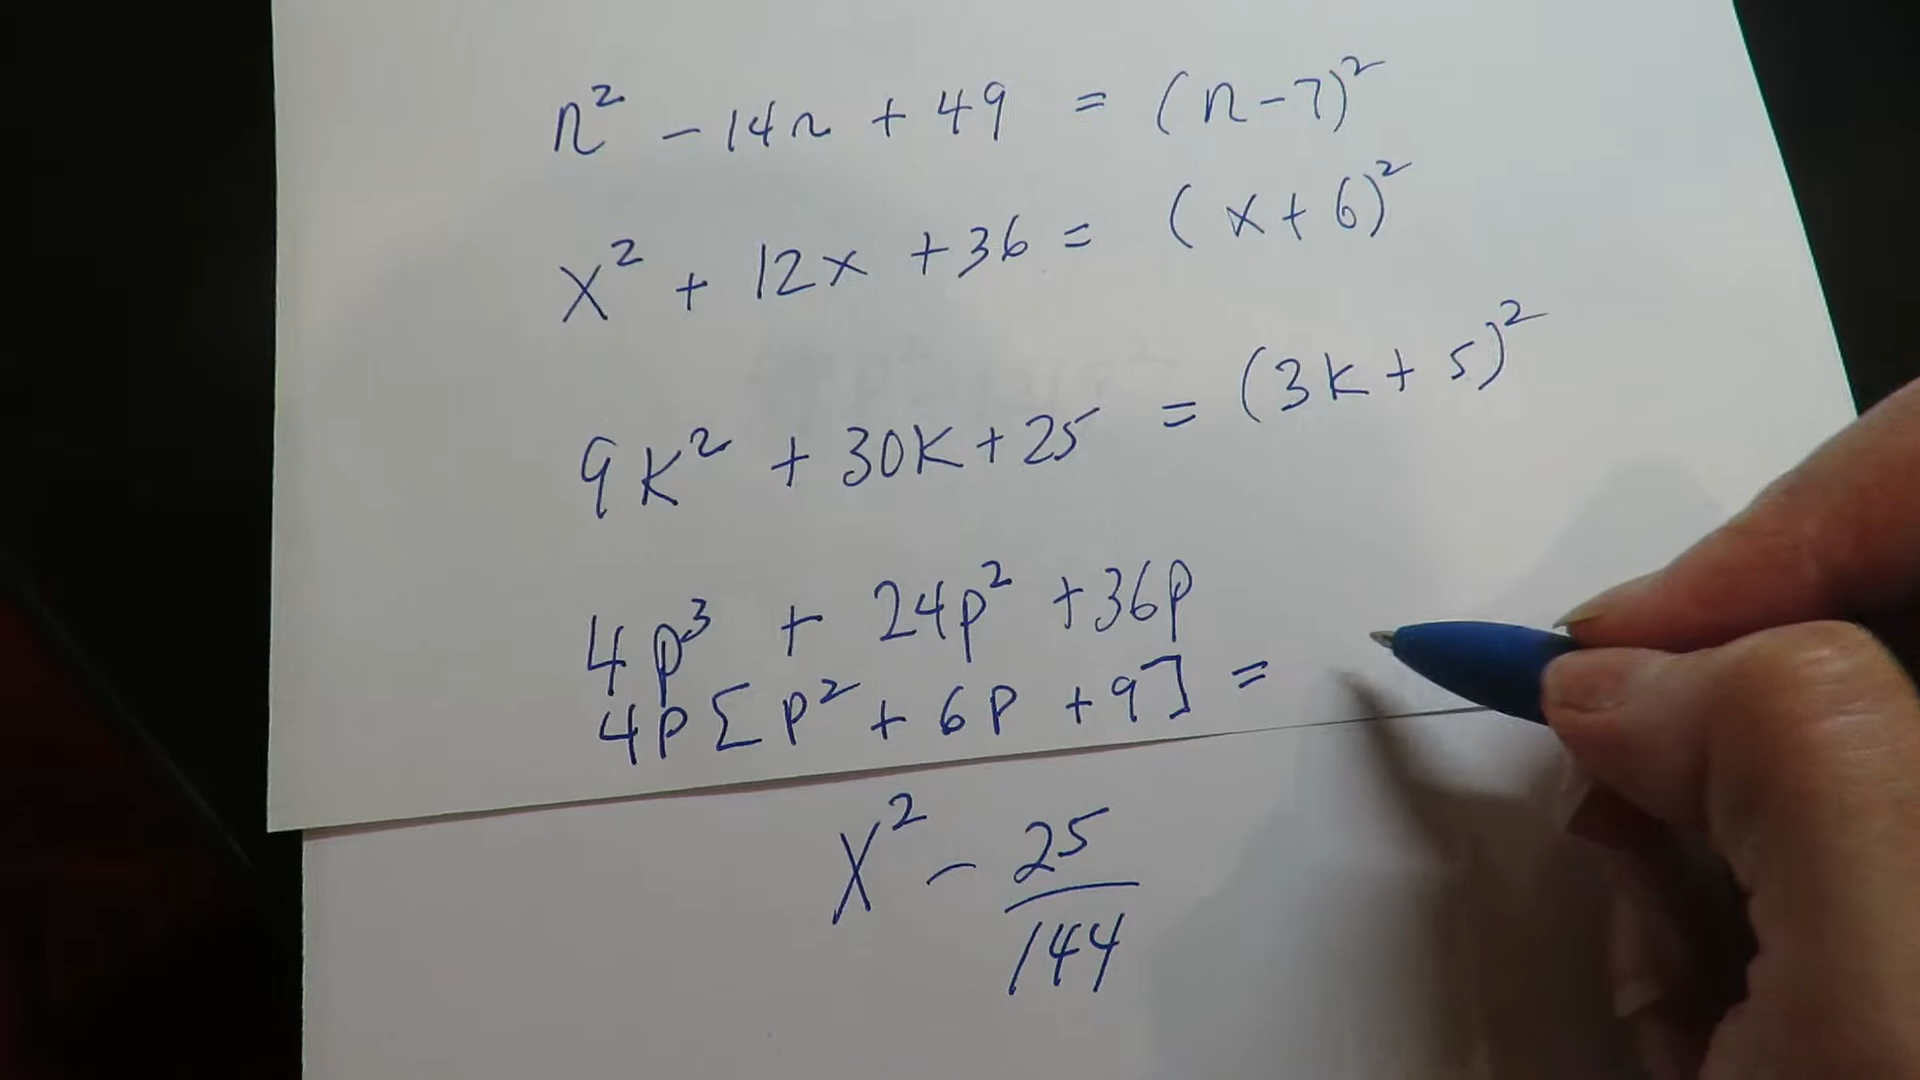 n² - 14n + 49 = (n-7)²
x² + 12x + 36 = (x+6)²
9k² + 30k + 25 = (3k+5)²
4p³ + 24p² + 36p
4p[p² + 6p + 9] =
x² - 25/144